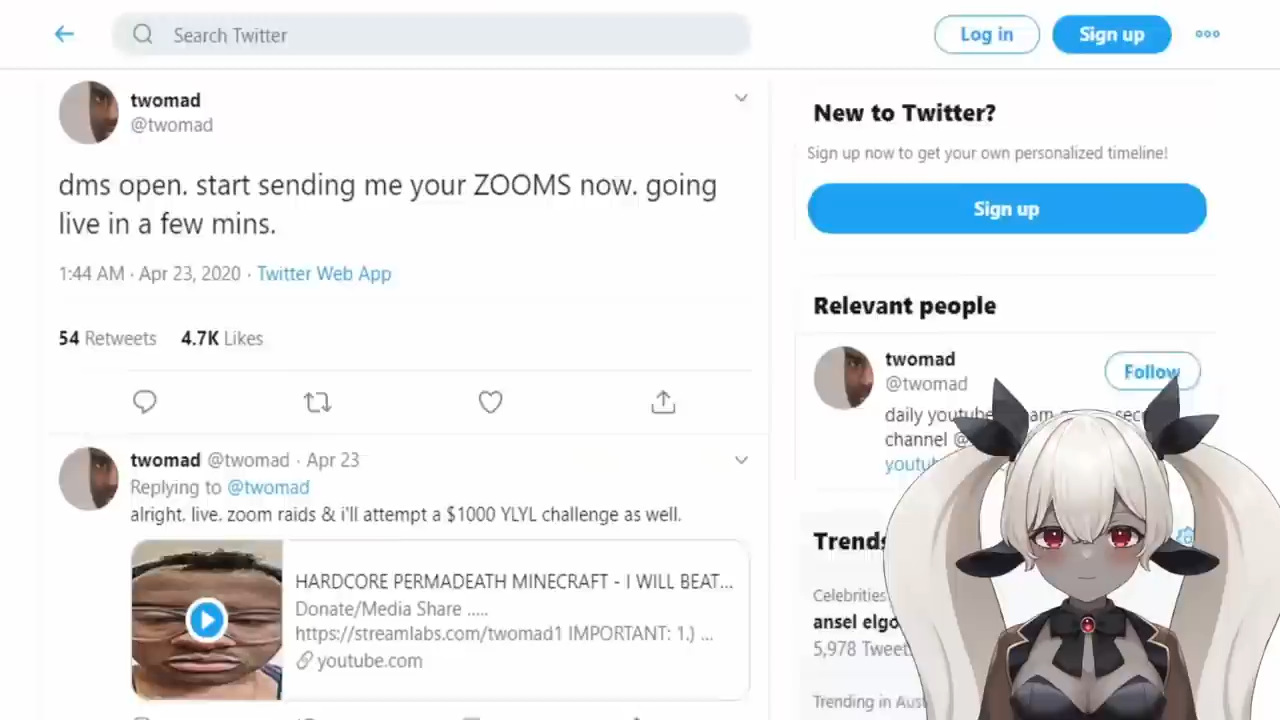 Search Twitter
Log in
Sign up
twomad
@twomad
dms open. start sending me your ZOOMS now. going
live in a few mins.
1:44 AM · Apr 23, 2020 · Twitter Web App
54 Retweets 4.7K Likes
twomad @twomad · Apr 23
Replying to @twomad
alright. live. zoom raids & i'll attempt a $1000 YLYL challenge as well.
HARDCORE PERMADEATH MINECRAFT - I WILL BEAT...
Donate/Media Share .....
https://streamlabs.com/twomad1 IMPORTANT: 1.) ...
youtube.com
New to Twitter?
Sign up now to get your own personalized timeline!
Sign up
Relevant people
twomad
@twomad
Follow
daily youtube
channel @
youtu
Trends
Celebrities
ansel elgo
5,978 Tweet
Trending in Aus